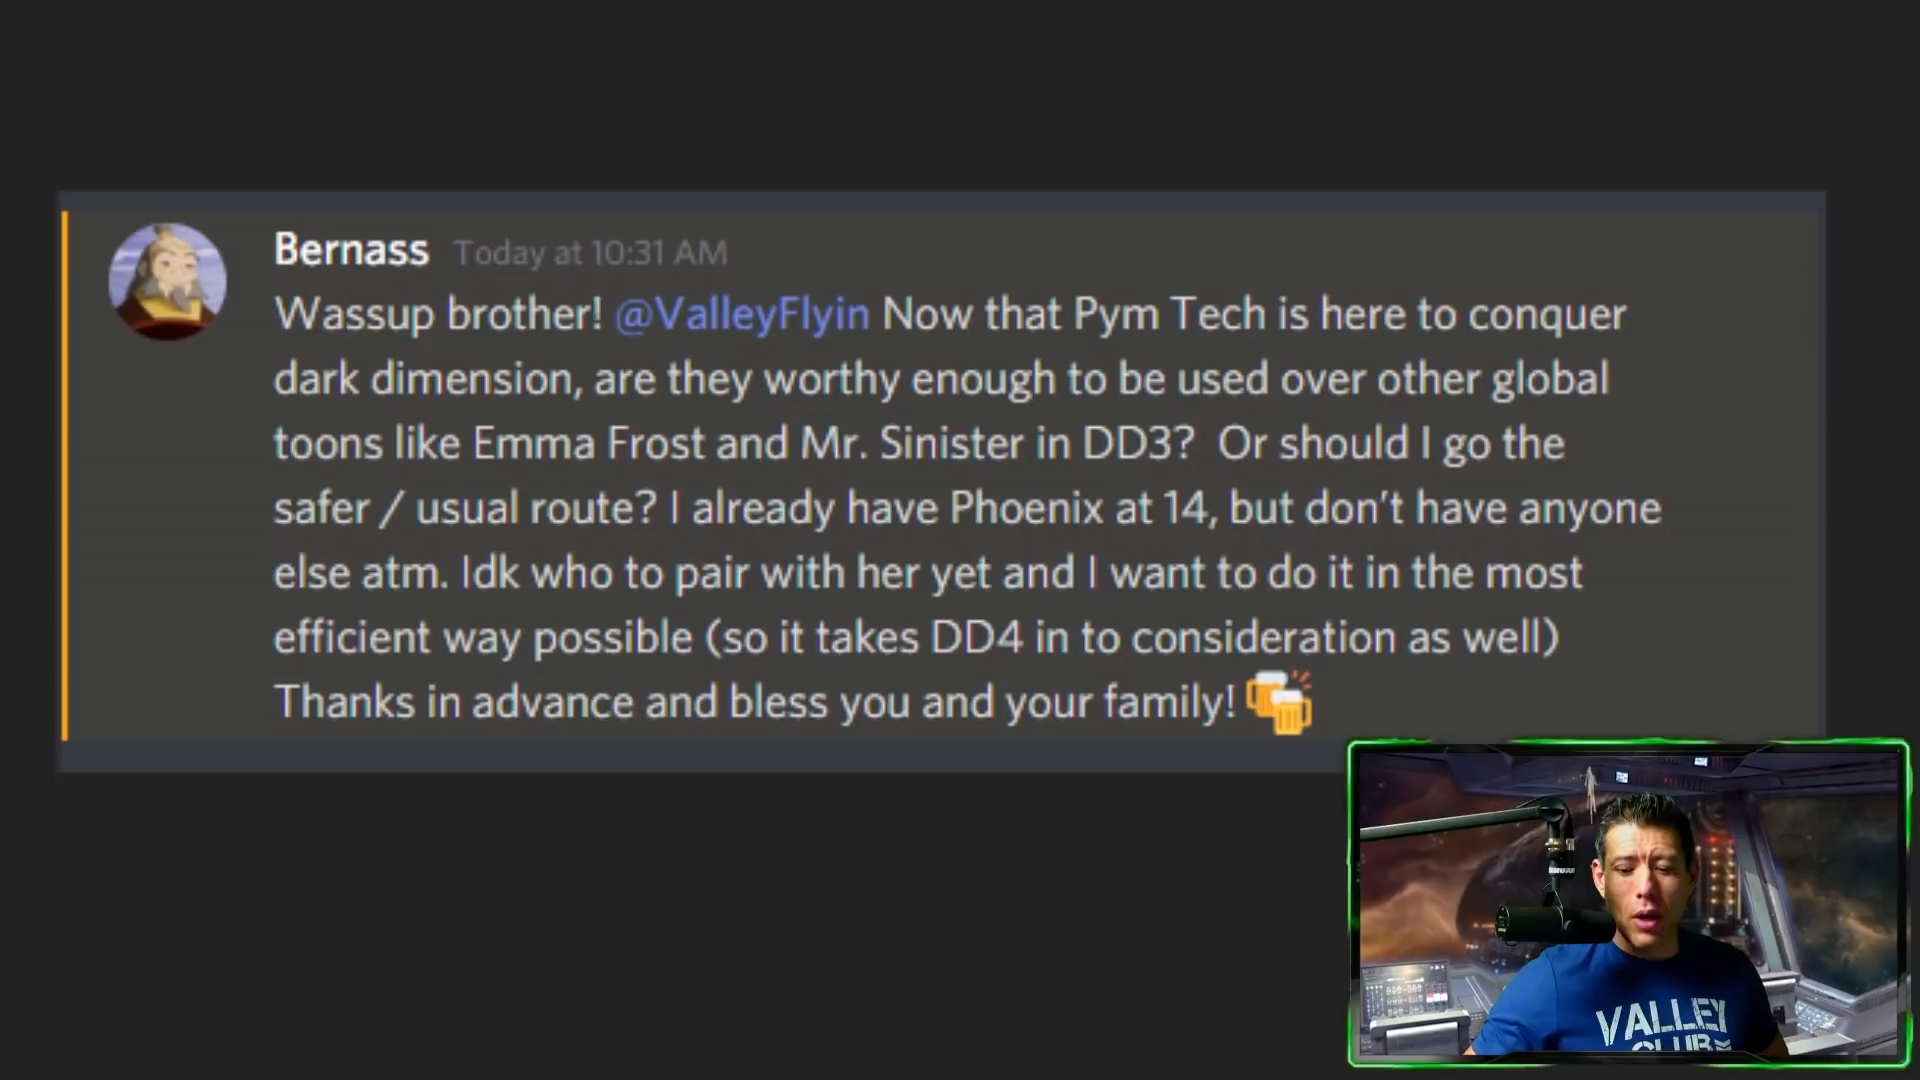 Bernass Today at 10:31 AM
Wassup brother! @ValleyFlyin Now that Pym Tech is here to conquer
dark dimension, are they worthy enough to be used over other global
toons like Emma Frost and Mr. Sinister in DD3? Or should I go the
safer / usual route? I already have Phoenix at 14, but don't have anyone
else atm. Idk who to pair with her yet and I want to do it in the most
efficient way possible (so it takes DD4 in to consideration as well)
Thanks in advance and bless you and your family!
VALLEY
CLUB